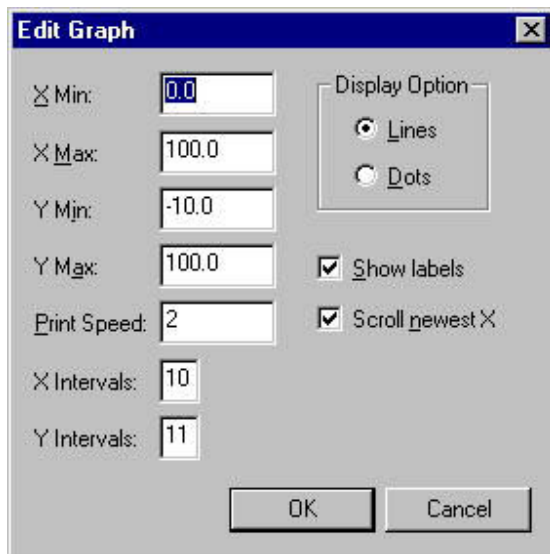 Edit Graph
X Min: 0.0
X Max: 100.0
Y Min: -10.0
Y Max: 100.0
Print Speed: 2
X Intervals: 10
Y Intervals: 11
Display Option
Lines
Dots
Show labels
Scroll newest X
OK Cancel